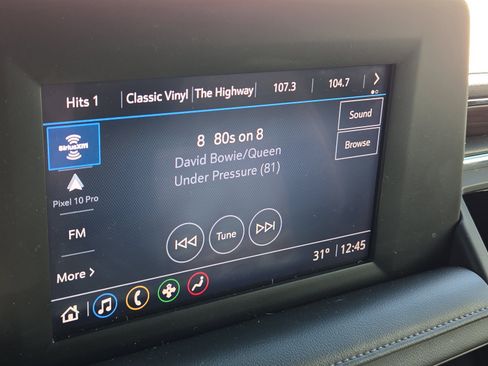 Hits 1 Classic Vinyl The Highway 107.3 104.7
SiriusXM
8 80s on 8
David Bowie/Queen
Under Pressure (81)
Sound
Browse
Pixel 10 Pro
FM
Tune
More
31° 12:45